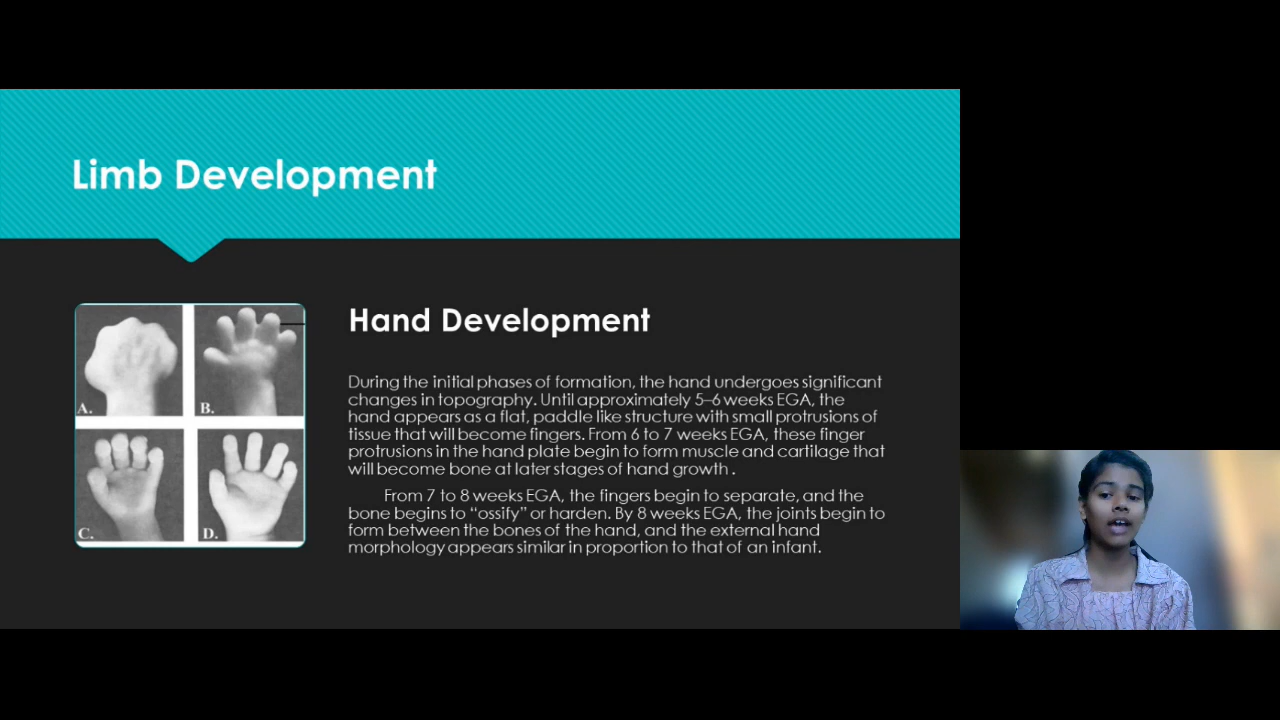 Limb Development
A.
B.
C.
D.
Hand Development
During the initial phases of formation, the hand undergoes significant
changes in topography. Until approximately 5–6 weeks EGA, the
hand appears as a flat, paddle like structure with small protrusions of
tissue that will become fingers. From 6 to 7 weeks EGA, these finger
protrusions in the hand plate begin to form muscle and cartilage that
will become bone at later stages of hand growth .
From 7 to 8 weeks EGA, the fingers begin to separate, and the
bone begins to “ossify” or harden. By 8 weeks EGA, the joints begin to
form between the bones of the hand, and the external hand
morphology appears similar in proportion to that of an infant.